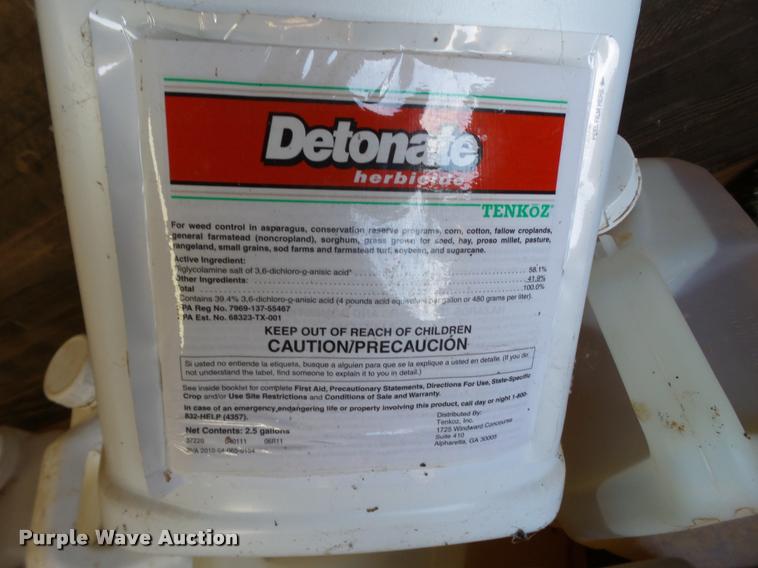 Detonate
herbicide
TENKōZ
For weed control in asparagus, conservation reserve programs, corn, cotton, fallow croplands,
general farmstead (noncropland), sorghum, grass grown for seed, hay, proso millet, pasture,
rangeland, small grains, sod farms and farmstead turf, soybean, and sugarcane.
Active Ingredient:
diglycolamine salt of 3,6-dichloro-o-anisic acid* 58.1%
Other Ingredients: 41.9%
Total 100.0%
Contains 39.4% 3,6-dichloro-o-anisic acid (4 pounds acid equivalent per gallon or 480 grams per liter).
EPA Reg No. 7969-137-55467
EPA Est. No. 68323-TX-001
KEEP OUT OF REACH OF CHILDREN
CAUTION/PRECAUCIÓN
Si usted no entiende la etiqueta, busque a alguien para que se la explique a usted en detalle. (If you do
not understand the label, find someone to explain it to you in detail.)
See inside booklet for complete First Aid, Precautionary Statements, Directions For Use, State-Specific
Crop and/or Use Site Restrictions and Conditions of Sale and Warranty.
In case of an emergency endangering life or property involving this product, call day or night 1-800-
832-HELP (4357).
Net Contents: 2.5 gallons
37220 040111 06R11
NVA 2010-04-065-0154
Distributed By:
Tenkoz, Inc.
1725 Windward Concourse
Suite 410
Alpharetta, GA 30005
Purple Wave Auction